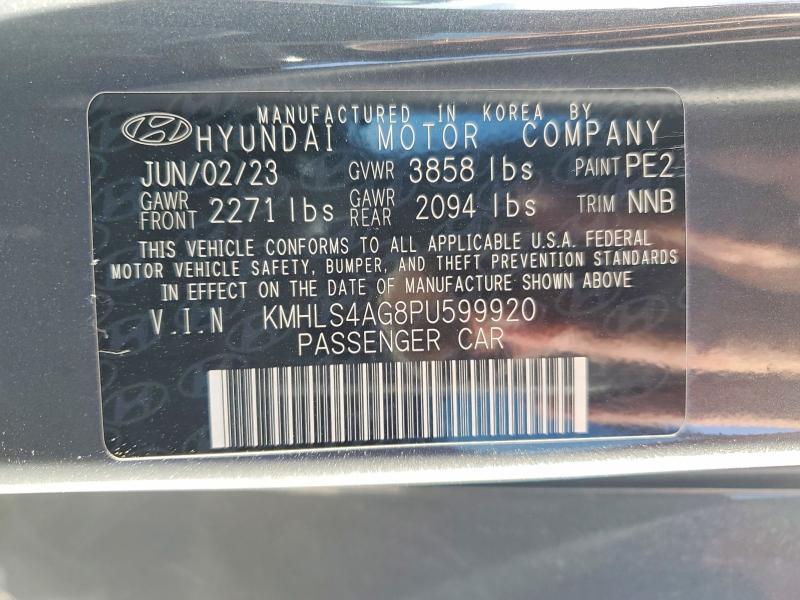 MANUFACTURED IN KOREA BY
HYUNDAI MOTOR COMPANY
JUN/02/23 GVWR 3858 lbs PAINT PE2
GAWR FRONT 2271 lbs GAWR REAR 2094 lbs TRIM NNB
THIS VEHICLE CONFORMS TO ALL APPLICABLE U.S.A. FEDERAL
MOTOR VEHICLE SAFETY, BUMPER, AND THEFT PREVENTION STANDARDS
IN EFFECT ON THE DATE OF MANUFACTURE SHOWN ABOVE
V.I.N KMHLS4AG8PU599920
PASSENGER CAR